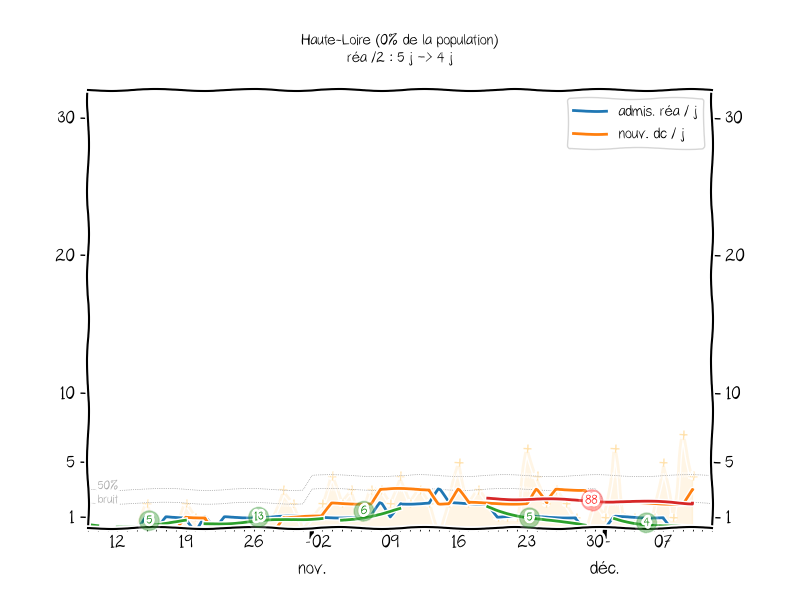 Haute-Loire (0% de la population)
réa /2 : 5 j -> 4 j
admis. réa / j
nouv. dc / j
30 30
20 20
10 10
5 5
50%
bruit
88
5 13 6 5 4
1 1
12 19 26 02 09 16 23 30 07
nov. déc.